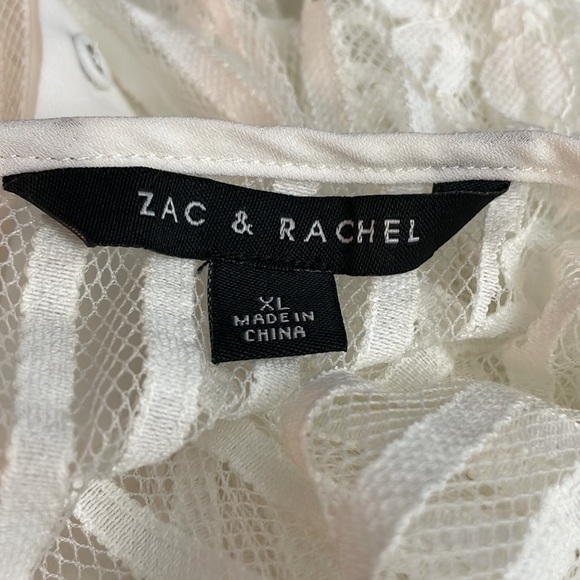 ZAC & RACHEL
XL
MADE IN
CHINA